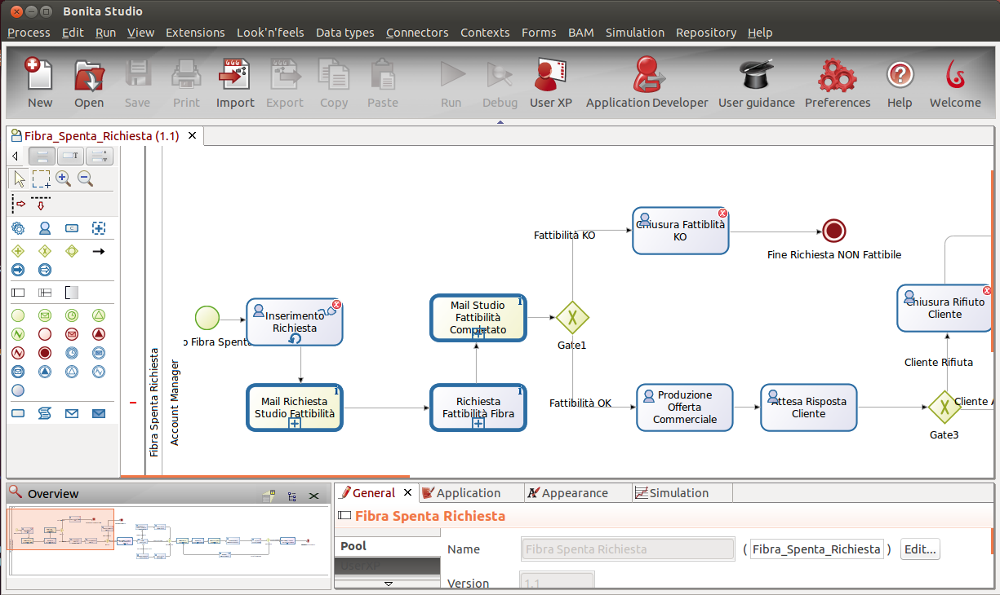 Bonita Studio
Process Edit Run View Extensions Look'n'feels Data types Connectors Contexts Forms BAM Simulation Repository Help
New Open Save Print Import Export Copy Paste Run Debug User XP Application Developer User guidance Preferences Help Welcome
Fibra_Spenta_Richiesta (1.1)
Fibra Spenta Richiesta
Account Manager
o Fibra Spenta
Inserimento
Richiesta
Mail Richiesta
Studio Fattibilità
Mail Studio
Fattibilità
Completato
Richiesta
Fattibilità Fibra
Gate1
Fattibilità KO
Fattibilità OK
Chiusura Fattiblità
KO
Fine Richiesta NON Fattibile
Produzione
Offerta
Commerciale
Attesa Risposta
Cliente
Chiusura Rifiuto
Cliente
Cliente Rifiuta
Cliente A
Gate3
Overview
General Application Appearance Simulation
Fibra Spenta Richiesta
Pool
UserXP
Name Fibra Spenta Richiesta ( Fibra_Spenta_Richiesta ) Edit...
Version 1.1